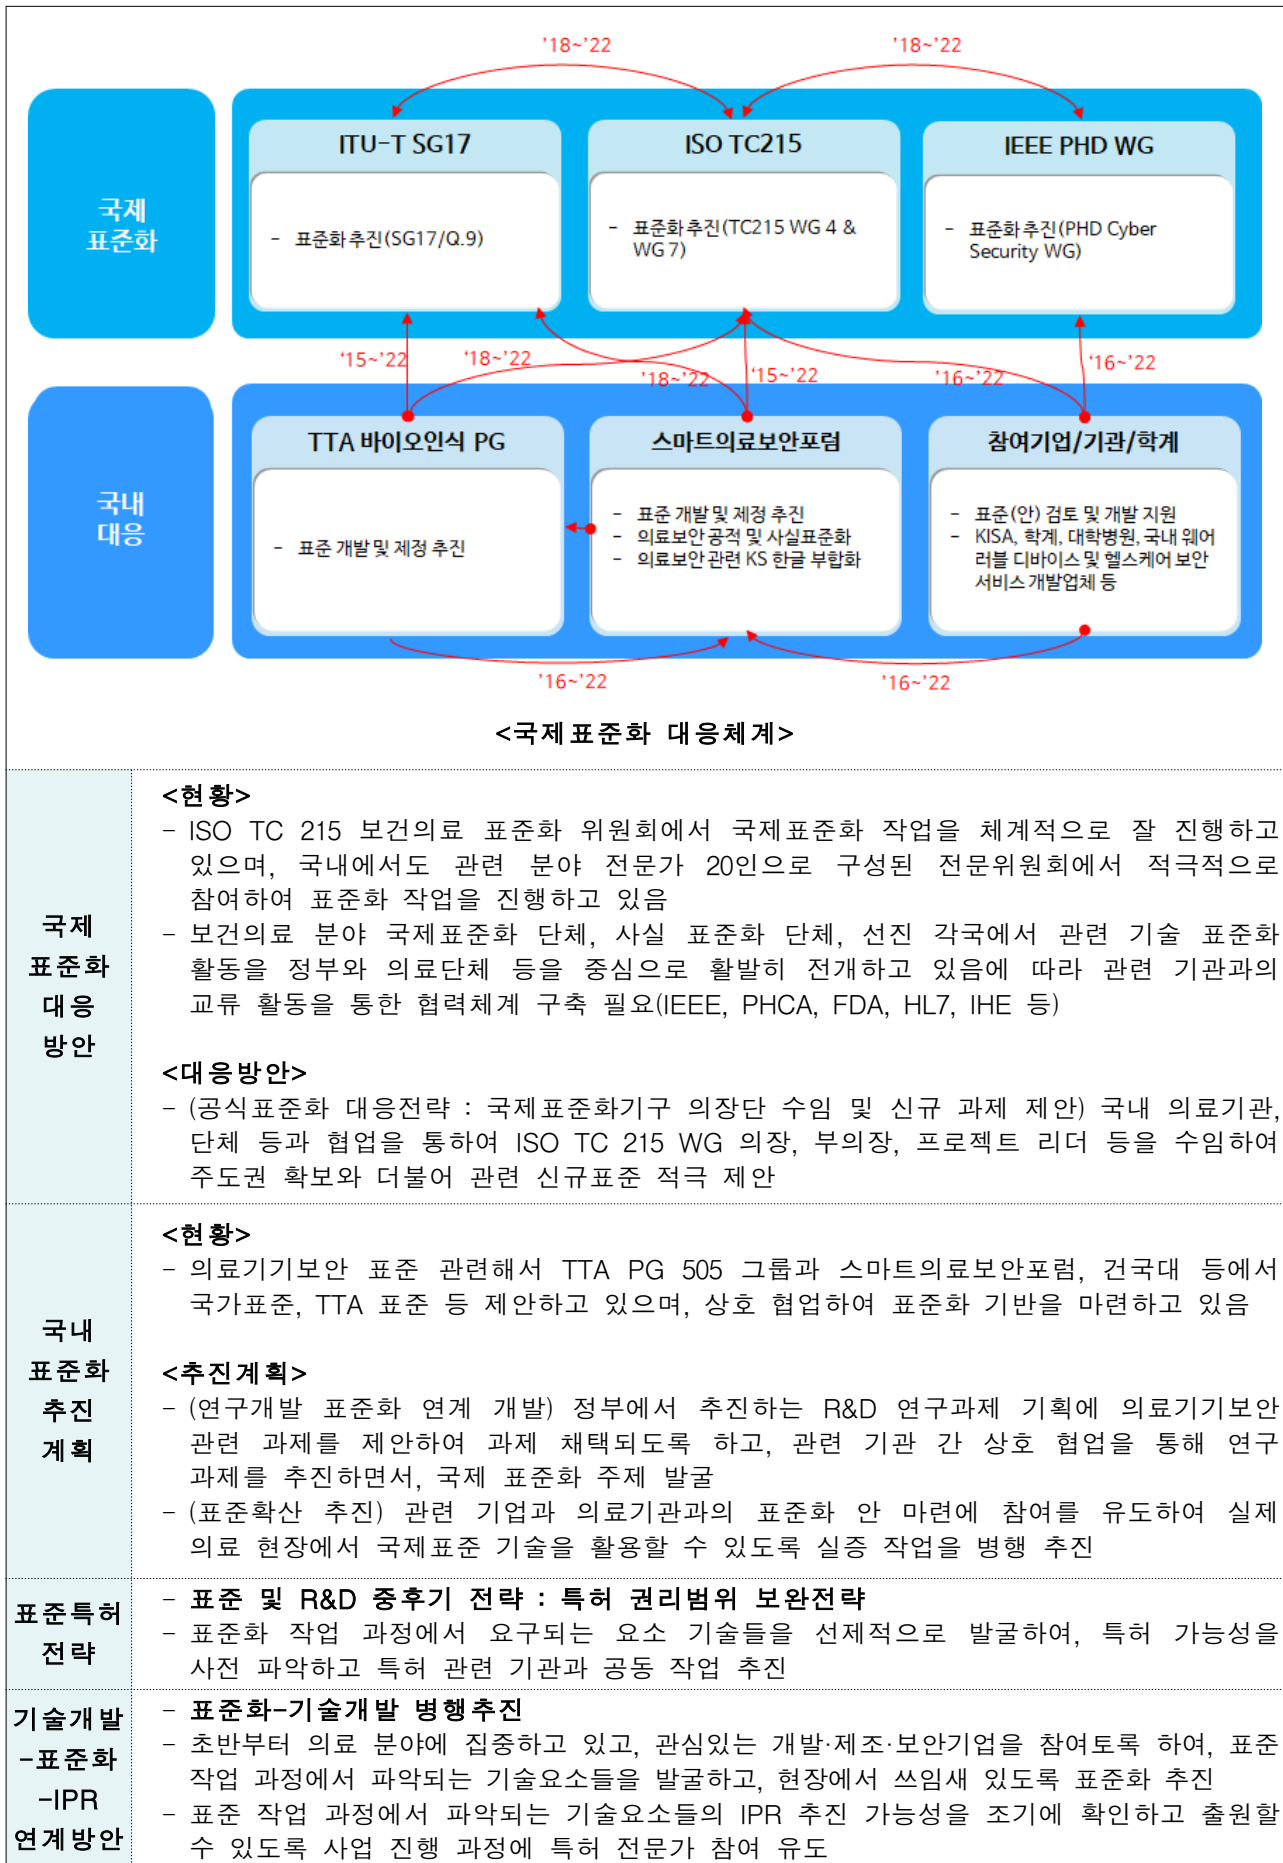 ’18~’22
’18~’22
국제
표준화
ITU-T SG17
- 표준화추진(SG17/Q.9)
ISO TC215
- 표준화추진(TC215 WG 4 &
WG 7)
IEEE PHD WG
- 표준화추진(PHD Cyber
Security WG)
‘15~’22
‘18~’22
’18~’22
‘15~’22
’16~’22
‘16~’22
국내
대응
TTA 바이오인식 PG
- 표준 개발 및 제정 추진
스마트의료보안포럼
- 표준 개발 및 제정 추진
- 의료보안 공적 및 사실표준화
- 의료보안 관련 KS 한글 부합화
참여기업/기관/학계
- 표준(안) 검토 및 개발 지원
- KISA, 학계, 대학병원, 국내 웨어
러블 디바이스 및 헬스케어 보안
서비스 개발업체 등
’16~’22
’16~’22
<국제표준화 대응체계>
국제
표준화
대응
방안
<현황>
- ISO TC 215 보건의료 표준화 위원회에서 국제표준화 작업을 체계적으로 잘 진행하고
있으며, 국내에서도 관련 분야 전문가 20인으로 구성된 전문위원회에서 적극적으로
참여하여 표준화 작업을 진행하고 있음
- 보건의료 분야 국제표준화 단체, 사실 표준화 단체, 선진 각국에서 관련 기술 표준화
활동을 정부와 의료단체 등을 중심으로 활발히 전개하고 있음에 따라 관련 기관과의
교류 활동을 통한 협력체계 구축 필요(IEEE, PHCA, FDA, HL7, IHE 등)
<대응방안>
- (공식표준화 대응전략 : 국제표준화기구 의장단 수임 및 신규 과제 제안) 국내 의료기관,
단체 등과 협업을 통하여 ISO TC 215 WG 의장, 부의장, 프로젝트 리더 등을 수임하여
주도권 확보와 더불어 관련 신규표준 적극 제안
국내
표준화
추진
계획
<현황>
- 의료기기보안 표준 관련해서 TTA PG 505 그룹과 스마트의료보안포럼, 건국대 등에서
국가표준, TTA 표준 등 제안하고 있으며, 상호 협업하여 표준화 기반을 마련하고 있음
<추진계획>
- (연구개발 표준화 연계 개발) 정부에서 추진하는 R&D 연구과제 기획에 의료기기보안
관련 과제를 제안하여 과제 채택되도록 하고, 관련 기관 간 상호 협업을 통해 연구
과제를 추진하면서, 국제 표준화 주제 발굴
- (표준확산 추진) 관련 기업과 의료기관과의 표준화 안 마련에 참여를 유도하여 실제
의료 현장에서 국제표준 기술을 활용할 수 있도록 실증 작업을 병행 추진
표준특허
전략
- 표준 및 R&D 중후기 전략 : 특허 권리범위 보완전략
- 표준화 작업 과정에서 요구되는 요소 기술들을 선제적으로 발굴하여, 특허 가능성을
사전 파악하고 특허 관련 기관과 공동 작업 추진
기술개발
-표준화
-IPR
연계방안
- 표준화-기술개발 병행추진
- 초반부터 의료 분야에 집중하고 있고, 관심있는 개발·제조·보안기업을 참여토록 하여, 표준
작업 과정에서 파악되는 기술요소들을 발굴하고, 현장에서 쓰임새 있도록 표준화 추진
- 표준 작업 과정에서 파악되는 기술요소들의 IPR 추진 가능성을 조기에 확인하고 출원할
수 있도록 사업 진행 과정에 특허 전문가 참여 유도